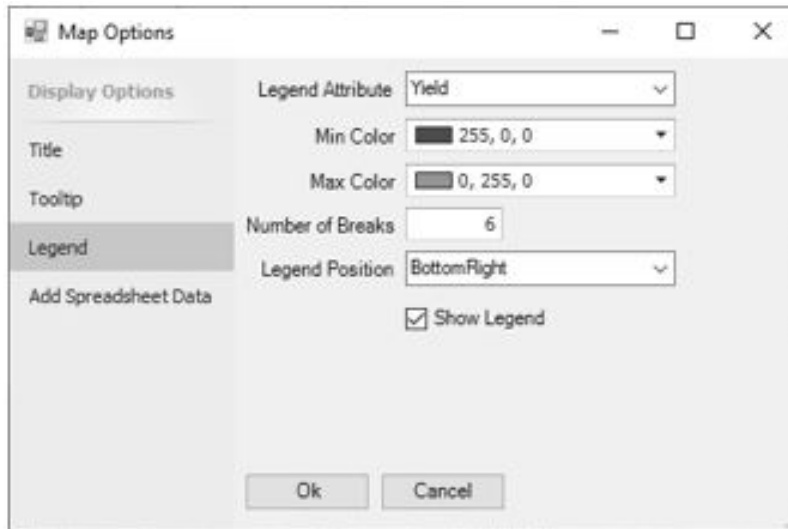 Map Options
Display Options
Title
Tooltip
Legend
Add Spreadsheet Data
Legend Attribute Yield
Min Color 255, 0, 0
Max Color 0, 255, 0
Number of Breaks 6
Legend Position BottomRight
Show Legend
Ok Cancel